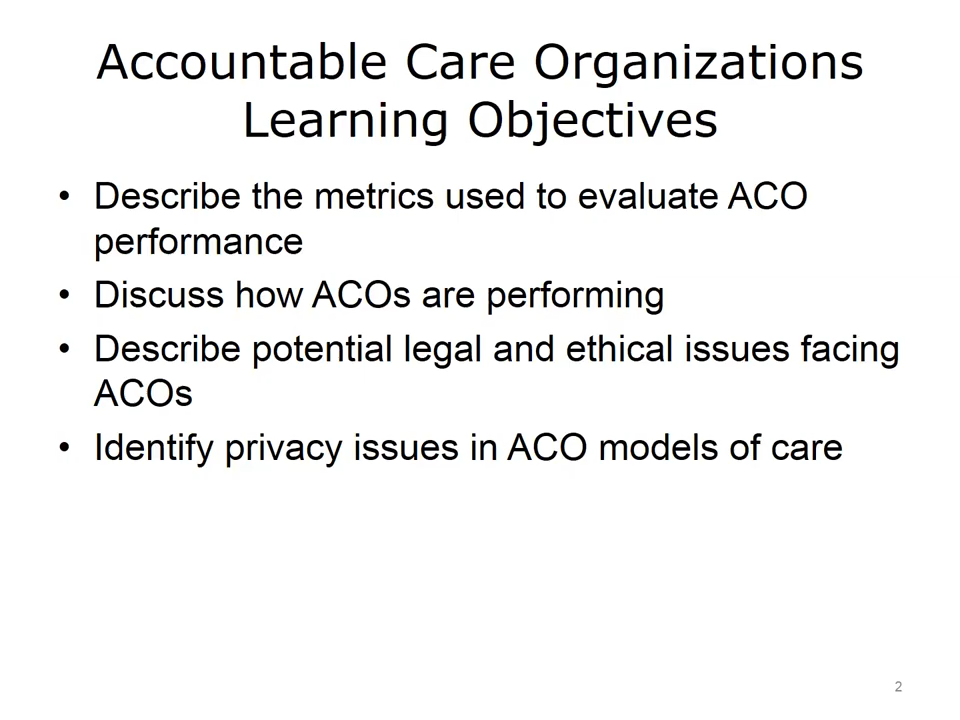 Accountable Care Organizations
Learning Objectives
• Describe the metrics used to evaluate ACO
performance
• Discuss how ACOs are performing
• Describe potential legal and ethical issues facing
ACOs
• Identify privacy issues in ACO models of care
2